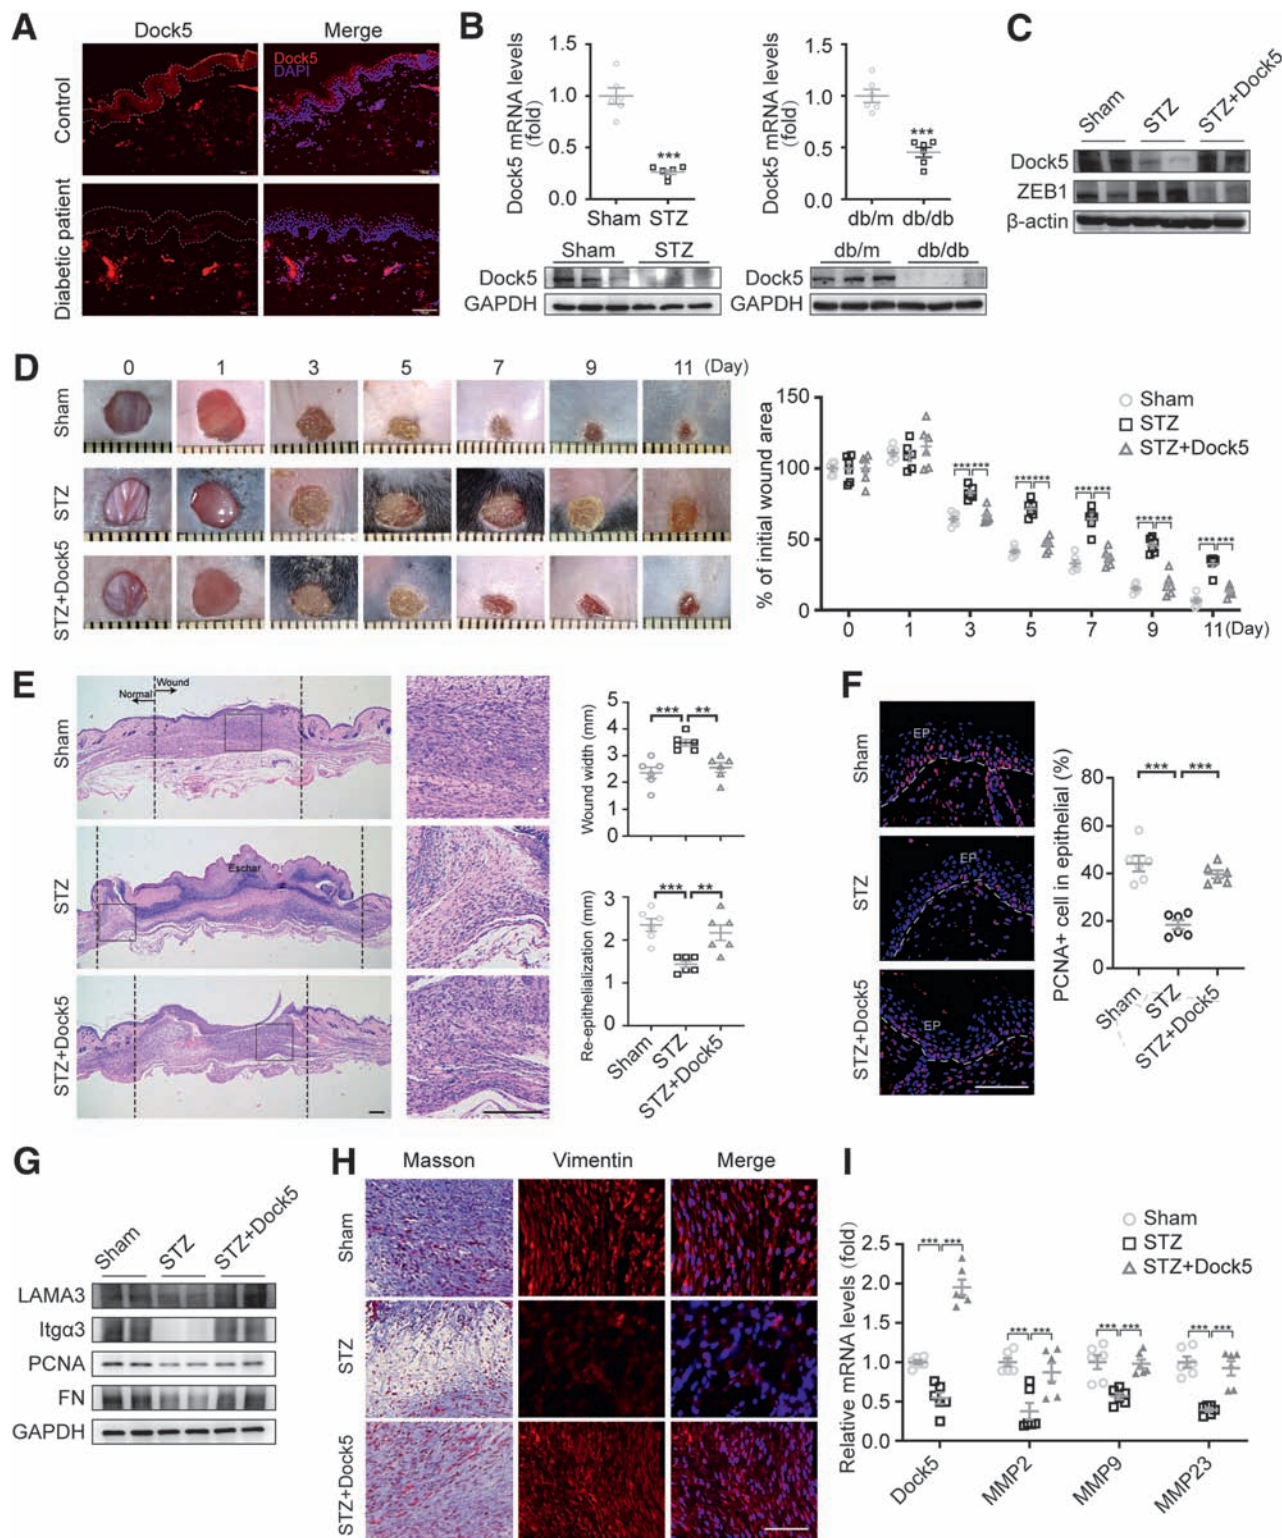 A
Dock5
Merge
Dock5
DAPI
Control
Diabetic patient
B
Dock5 mRNA levels
(fold)
1.5
1.0
0.5
0.0
***
Sham STZ
Dock5 mRNA levels
(fold)
1.5
1.0
0.5
0.0
***
db/m db/db
Sham STZ
Dock5
GAPDH
db/m db/db
Dock5
GAPDH
C
Sham STZ STZ+Dock5
Dock5
ZEB1
β-actin
D
0 1 3 5 7 9 11 (Day)
Sham
STZ
STZ+Dock5
% of initial wound area
150
100
50
0
Sham
STZ
STZ+Dock5
*** *** *** *** *** *** *** *** *** ***
0 1 3 5 7 9 11 (Day)
E
Normal
Wound
Sham
Eschar
STZ
STZ+Dock5
Wound width (mm)
5
4
3
2
1
0
*** **
Re-epithelialization (mm)
3
2
1
0
*** **
Sham STZ STZ+Dock5
F
EP
Sham
EP
STZ
EP
STZ+Dock5
PCNA+ cell in epithelial (%)
80
60
40
20
0
*** ***
Sham STZ STZ+Dock5
G
Sham STZ STZ+Dock5
LAMA3
Itgα3
PCNA
FN
GAPDH
H
Masson Vimentin Merge
Sham
STZ
STZ+Dock5
I
Sham
STZ
STZ+Dock5
Relative mRNA levels (fold)
2.5
2.0
1.5
1.0
0.5
0.0
*** *** *** *** *** *** *** ***
Dock5 MMP2 MMP9 MMP23